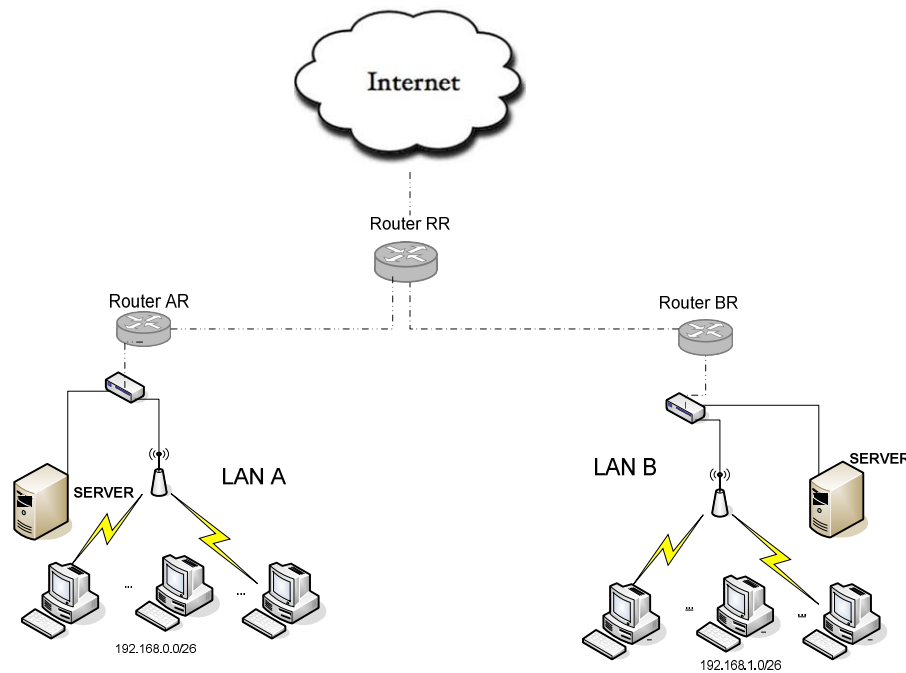 Internet
Router RR
Router AR
Router BR
LAN A
LAN B
SERVER
SERVER
...
...
...
...
192.168.0.0/26
192.168.1.0/26